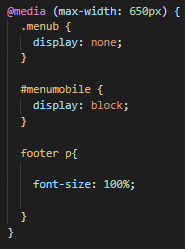 @media (max-width: 650px) {
.menub {
display: none;
}
#menumobile {
display: block;
}
footer p{
font-size: 100%;
}
}